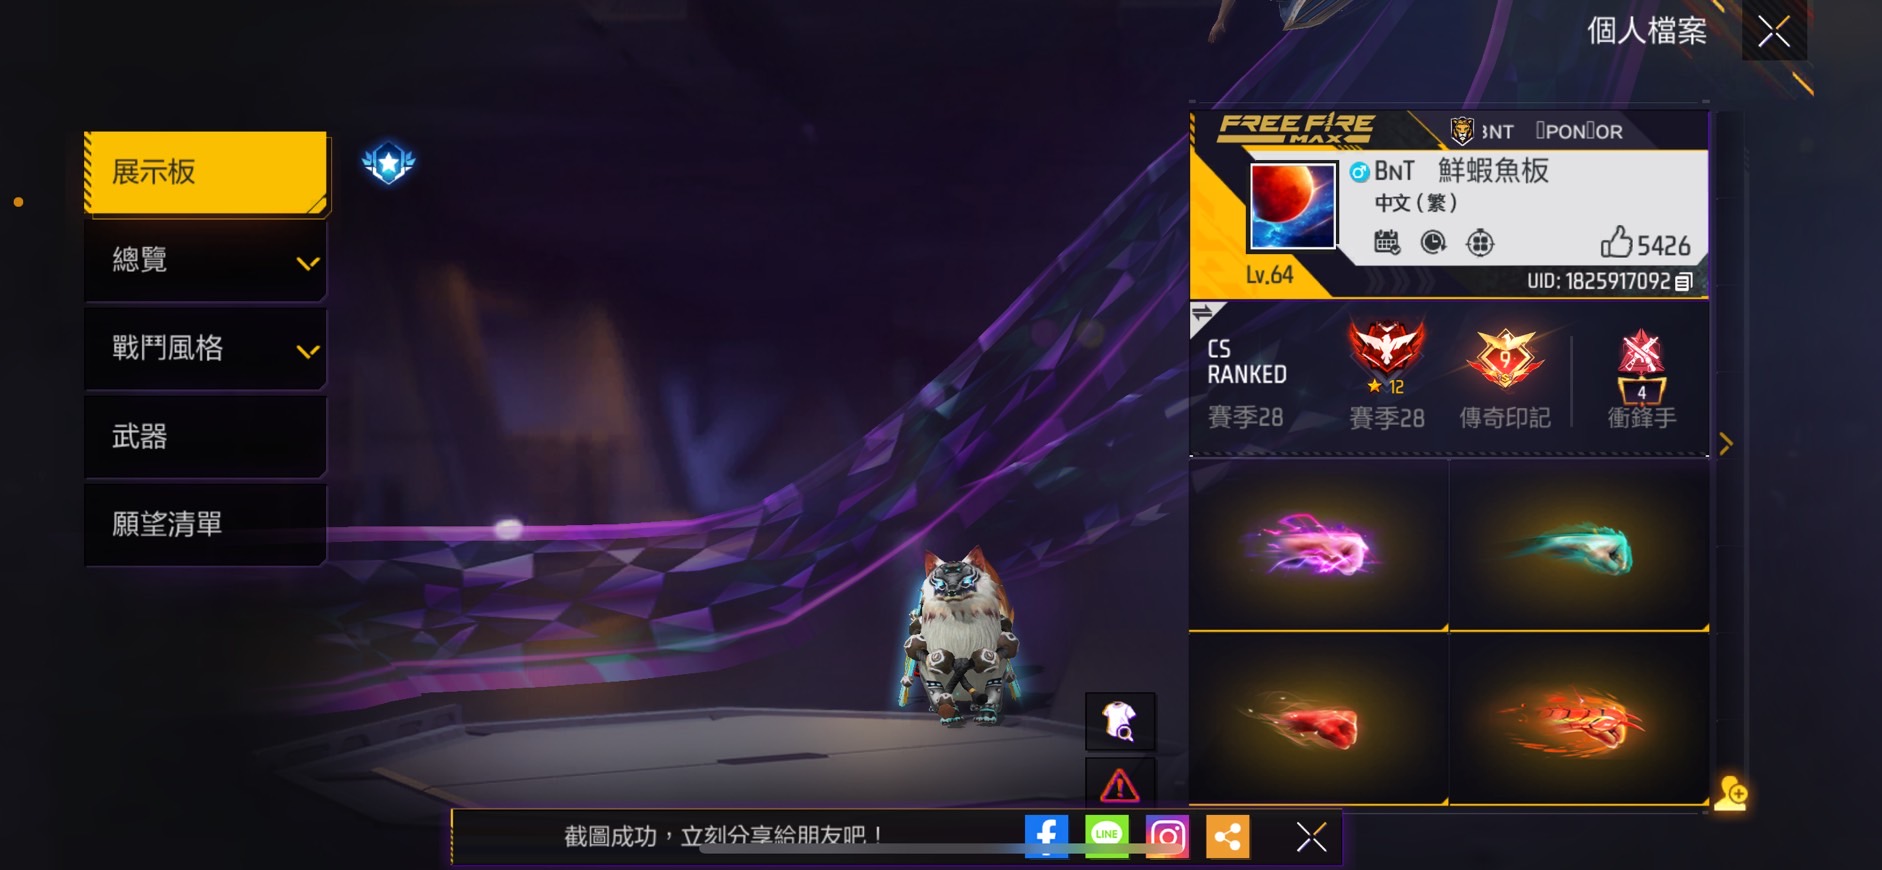 個人檔案
展示板
總覽
戰鬥風格
武器
願望清單
FREE FIRE
MAX
BNT PON OR
BNT 鮮蝦魚板
中文(繁)
5426
Lv.64
UID: 1825917092
CS
RANKED
賽季28
12
賽季28
9
傳奇印記
4
衝鋒手
截圖成功，立刻分享給朋友吧！
LINE